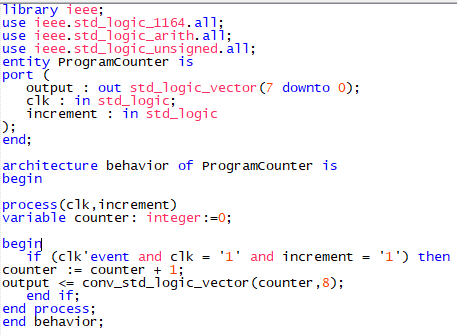 library ieee;
use ieee.std_logic_1164.all;
use ieee.std_logic_arith.all;
use ieee.std_logic_unsigned.all;
entity ProgramCounter is
port (
   output : out std_logic_vector(7 downto 0);
   clk : in std_logic;
   increment : in std_logic
);
end;

architecture behavior of ProgramCounter is
begin

process(clk,increment)
variable counter: integer:=0;

begin
   if (clk'event and clk = '1' and increment = '1') then
counter := counter + 1;
output <= conv_std_logic_vector(counter,8);
   end if;
end process;
end behavior;